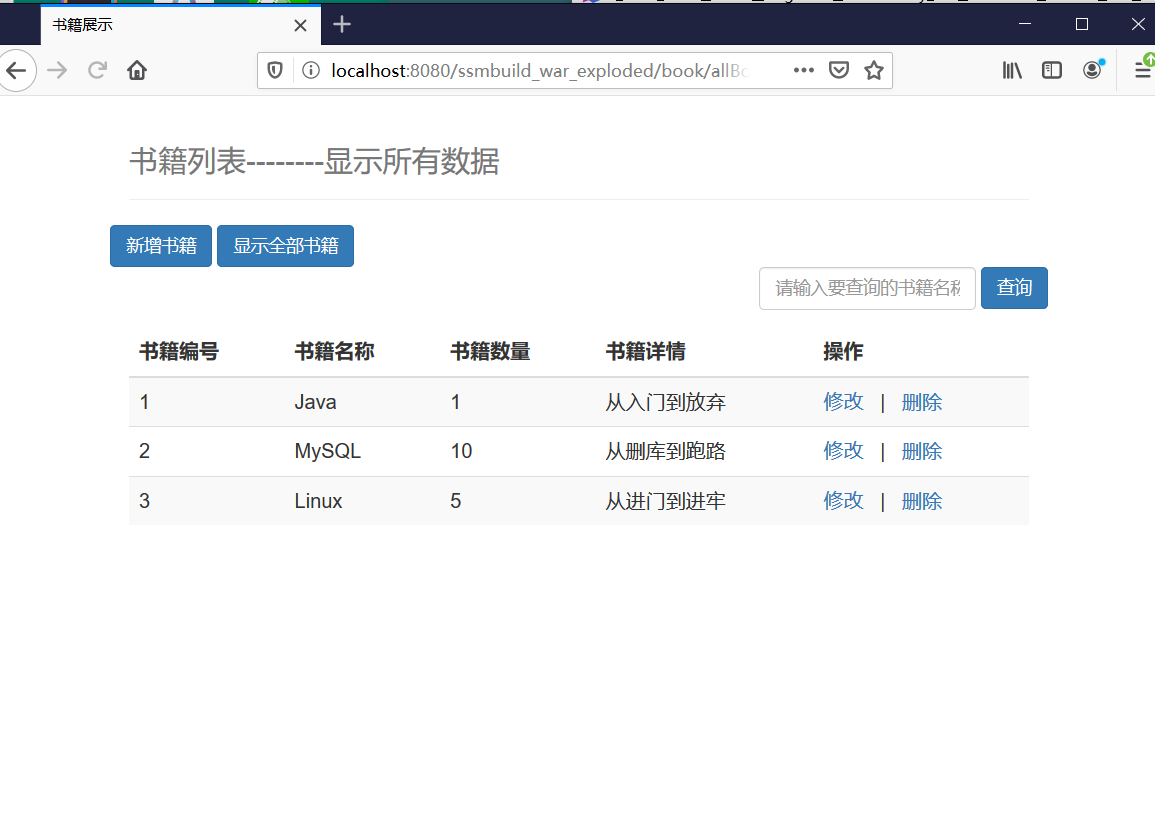 书籍展示
localhost:8080/ssmbuild_war_exploded/book/allBo
书籍列表--------显示所有数据
新增书籍 显示全部书籍
请输入要查询的书籍名称 查询
书籍编号 书籍名称 书籍数量 书籍详情 操作
1 Java 1 从入门到放弃 修改 | 删除
2 MySQL 10 从删库到跑路 修改 | 删除
3 Linux 5 从进门到进牢 修改 | 删除